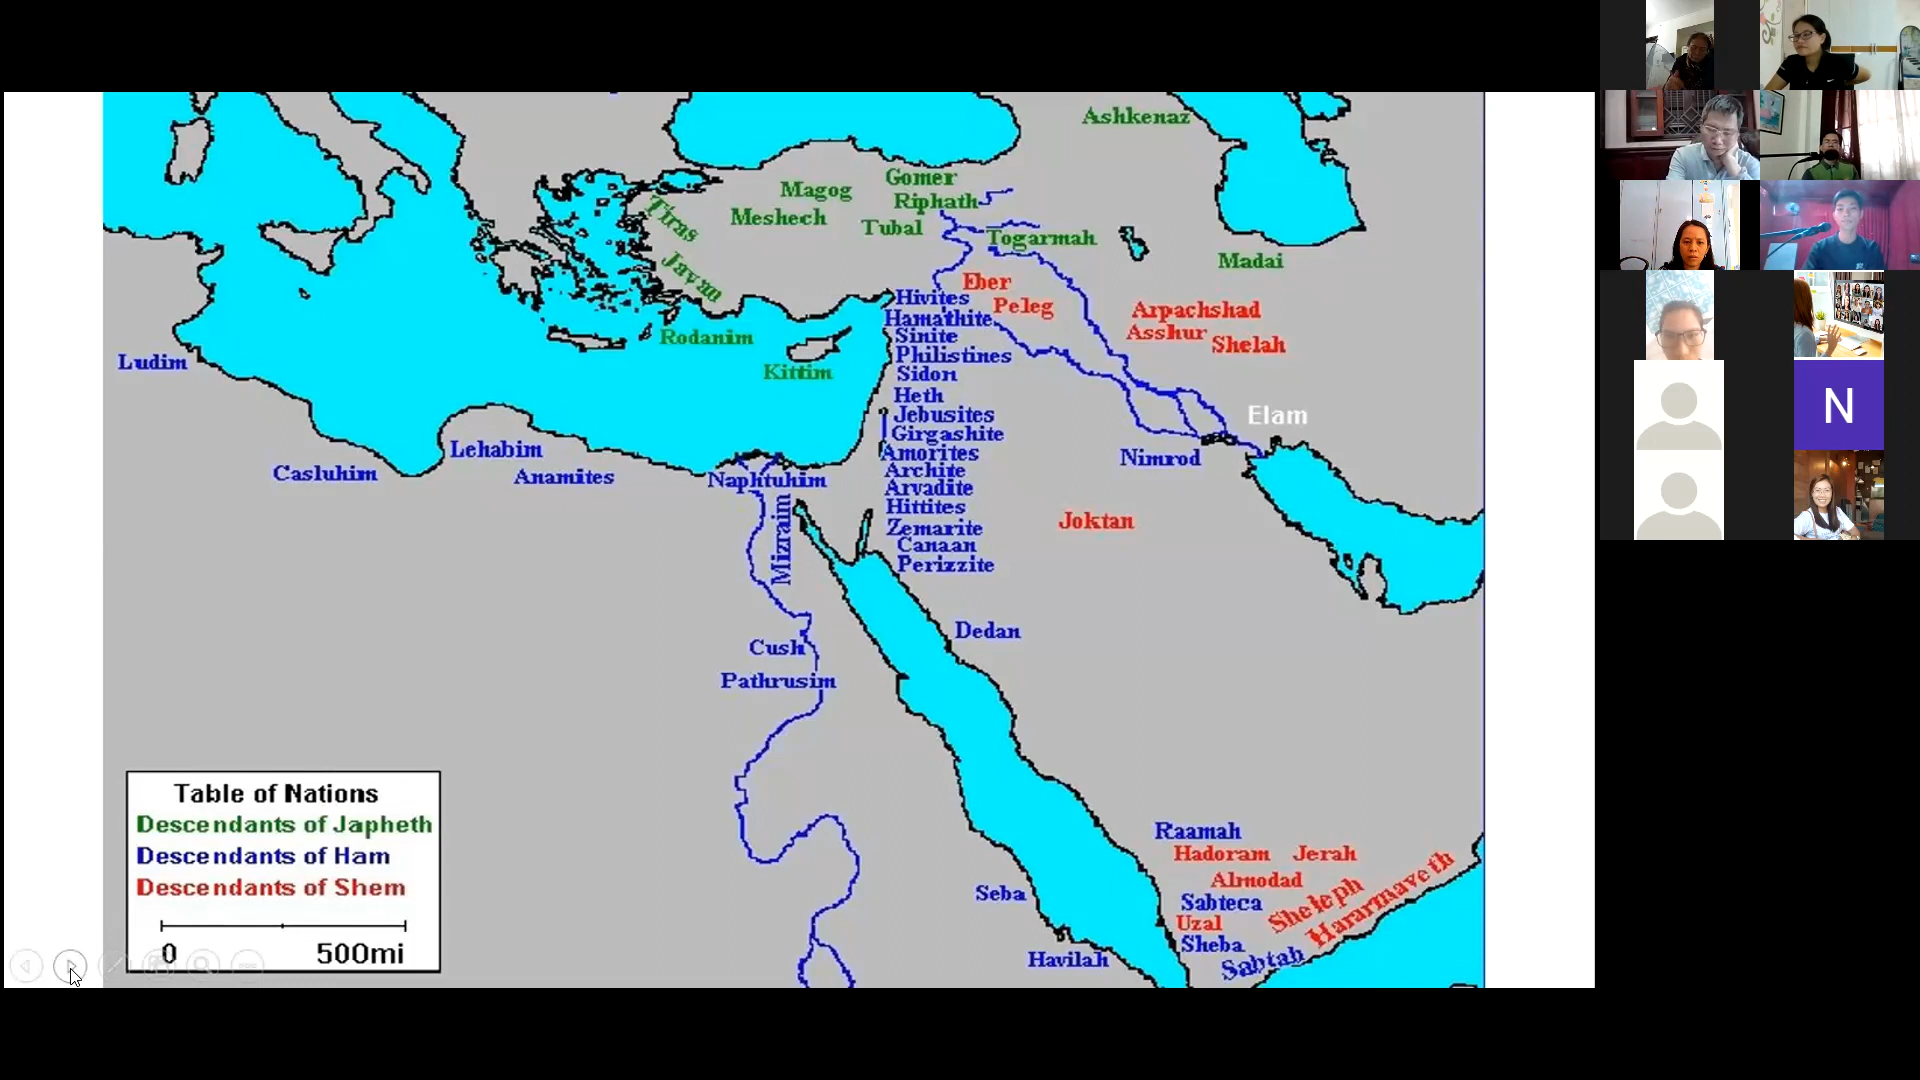 Ashkenaz
Gomer
Magog
Riphath
Tiras
Meshech
Tubal
Togarmah
Javan
Madai
Eber
Hivites
Peleg
Arpachshad
Hamathite
Asshur
Sinite
Rodanim
Shelah
Philistines
Ludim
Kittim
Sidon
Heth
Jebusites
Elam
Girgashite
Lehabim
Amorites
Nimrod
Casluhim
Archite
Anamites
Naphtuhim
Arvadite
Hittites
Mizraim
Joktan
Zemarite
Canaan
Perizzite
Dedan
Cush
Pathrusim
Table of Nations
Descendants of Japheth
Descendants of Ham
Descendants of Shem
0 500mi
Raamah
Hadoram Jerah
Almodad
Seba
Sabteca
Sheleph
Hararmaveth
Uzal
Sheba
Havilah
Sabtah
N